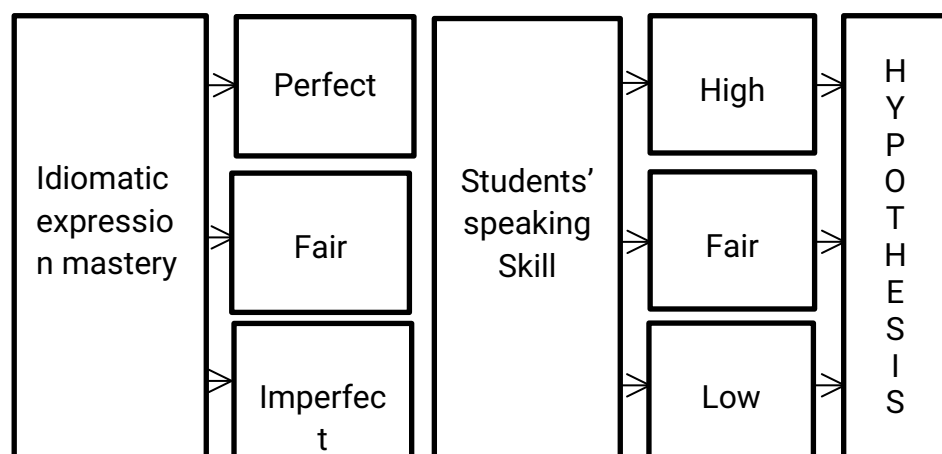 Idiomatic
expressio
n mastery
Perfect
Fair
Imperfec
t
Students’
speaking
Skill
High
Fair
Low
H
Y
P
O
T
H
E
S
I
S